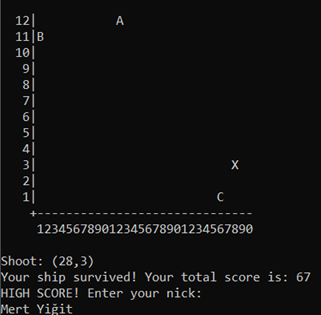 12|          A
11|B
10|
 9|
 8|
 7|
 6|
 5|
 4|
 3|                         X
 2|
 1|                       C
  +------------------------------
   123456789012345678901234567890
Shoot: (28,3)
Your ship survived! Your total score is: 67
HIGH SCORE! Enter your nick:
Mert Yiğit